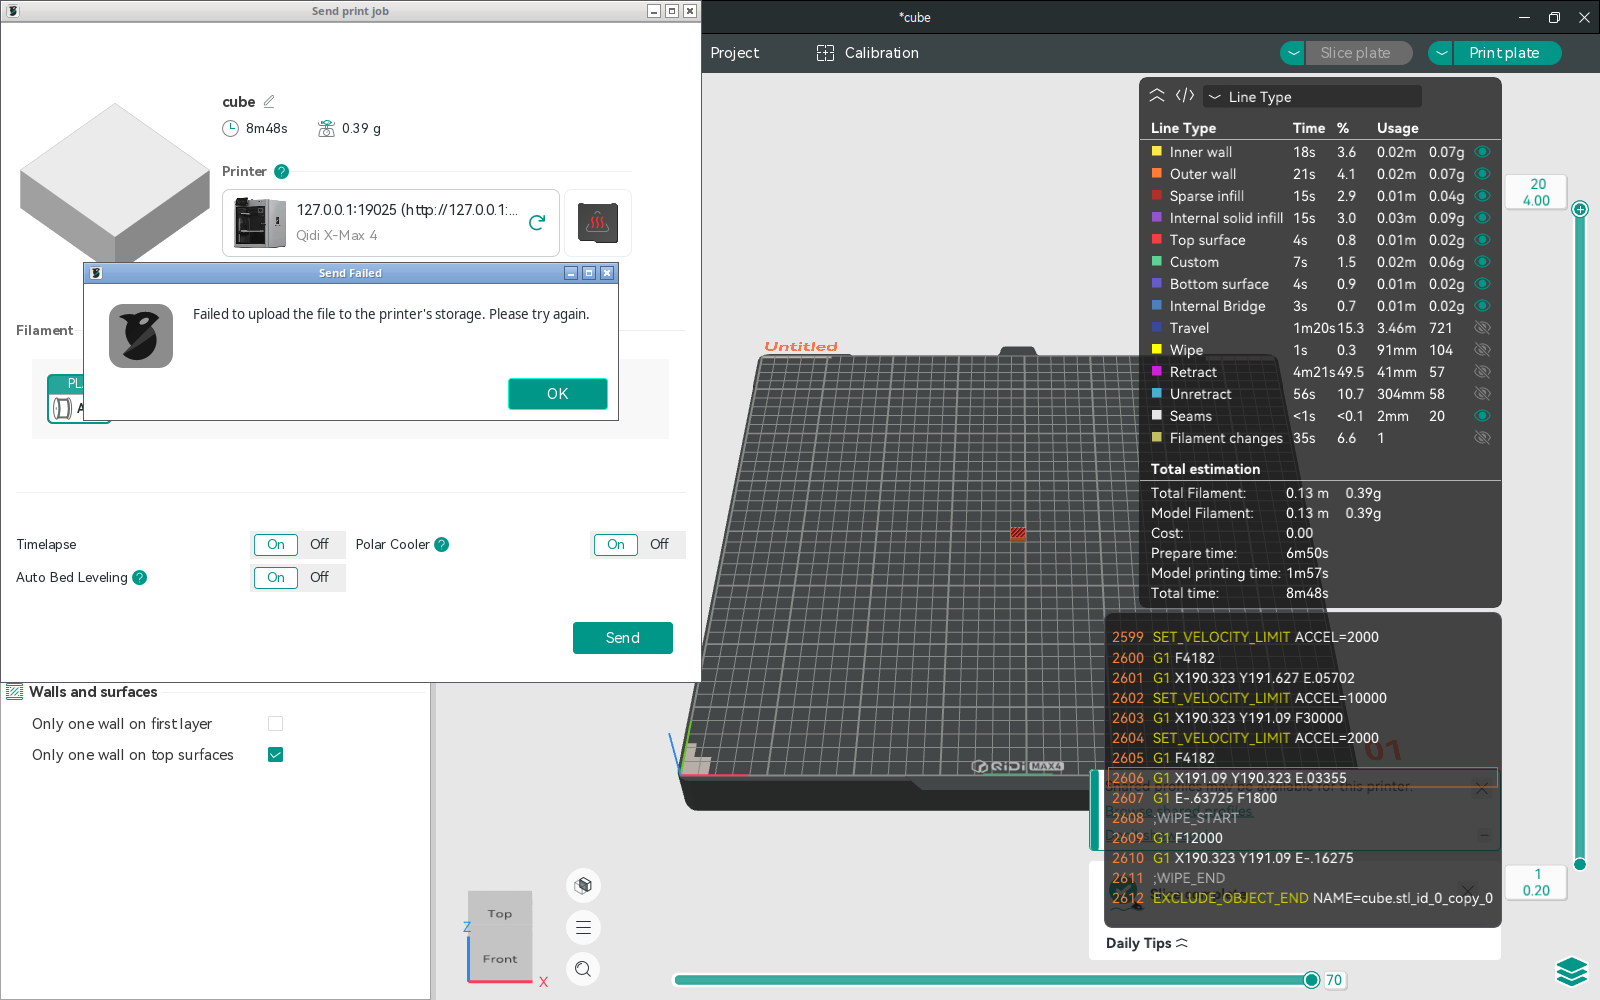 Send print job
*cube
Project
Calibration
Slice plate
Print plate
cube
8m48s
0.39 g
Printer
127.0.0.1:19025 (http://127.0.0.1:...
Qidi X-Max 4
Send Failed
Failed to upload the file to the printer's storage. Please try again.
OK
Filament
PL
A
Timelapse
On Off
Polar Cooler
On Off
Auto Bed Leveling
On Off
Send
Walls and surfaces
Only one wall on first layer
Only one wall on top surfaces
Line Type
Line Type Time % Usage
Inner wall 18s 3.6 0.02m 0.07g
Outer wall 21s 4.1 0.02m 0.07g
Sparse infill 15s 2.9 0.01m 0.04g
Internal solid infill 15s 3.0 0.03m 0.09g
Top surface 4s 0.8 0.01m 0.02g
Custom 7s 1.5 0.02m 0.06g
Bottom surface 4s 0.9 0.01m 0.02g
Internal Bridge 3s 0.7 0.01m 0.02g
Travel 1m20s 15.3 3.46m 721
Wipe 1s 0.3 91mm 104
Retract 4m21s 49.5 41mm 57
Unretract 56s 10.7 304mm 58
Seams <1s <0.1 2mm 20
Filament changes 35s 6.6 1
Total estimation
Total Filament: 0.13 m 0.39g
Model Filament: 0.13 m 0.39g
Cost: 0.00
Prepare time: 6m50s
Model printing time: 1m57s
Total time: 8m48s
20
4.00
Untitled
2599 SET_VELOCITY_LIMIT ACCEL=2000
2600 G1 F4182
2601 G1 X190.323 Y191.627 E.05702
2602 SET_VELOCITY_LIMIT ACCEL=10000
2603 G1 X190.323 Y191.09 F30000
2604 SET_VELOCITY_LIMIT ACCEL=2000
2605 G1 F4182
2606 G1 X191.09 Y190.323 E.03355
2607 G1 E-.63725 F1800
2608 ;WIPE_START
2609 G1 F12000
2610 G1 X190.323 Y191.09 E-.16275
2611 ;WIPE_END
2612 EXCLUDE_OBJECT_END NAME=cube.stl_id_0_copy_0
01
QIDI MAX4
Shared profiles may be available for this printer.
Browse shared profiles
1
0.20
Daily Tips
Top
Front
Z
X
70